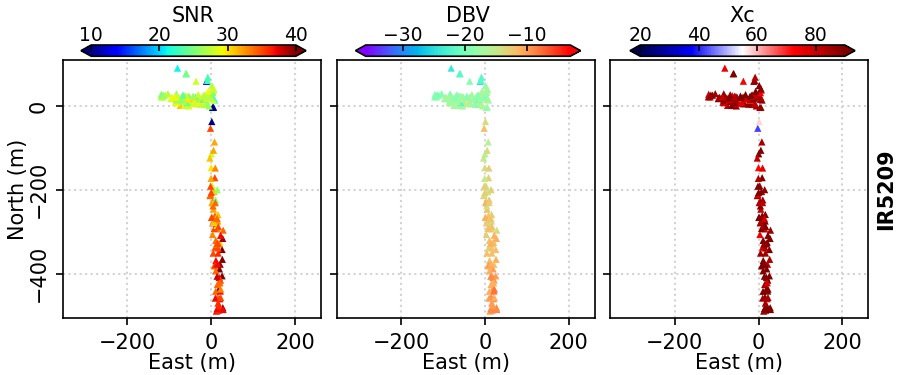 SNR
DBV
Xc
10 20 30 40
−30 −20 −10
20 40 60 80
0
−200
−400
North (m)
−200 0 200
−200 0 200
−200 0 200
East (m)
East (m)
East (m)
IR5209